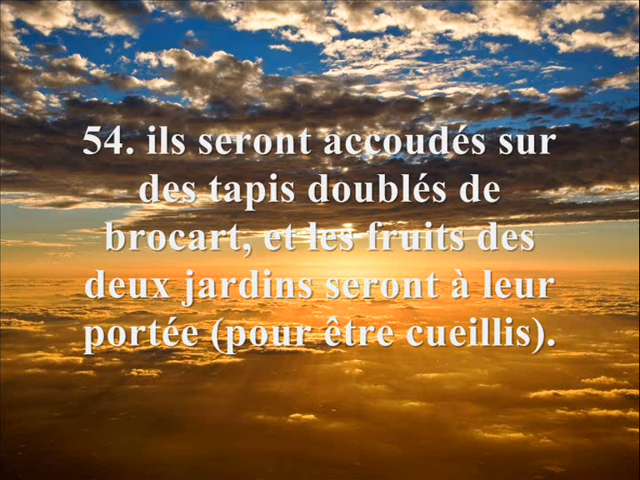 54. ils seront accoudés sur
des tapis doublés de
brocart, et les fruits des
deux jardins seront à leur
portée (pour être cueillis).